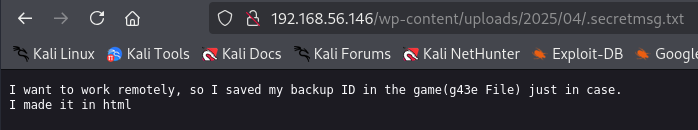 192.168.56.146/wp-content/uploads/2025/04/.secretmsg.txt
Kali Linux Kali Tools Kali Docs Kali Forums Kali NetHunter Exploit-DB Google
I want to work remotely, so I saved my backup ID in the game(g43e File) just in case.
I made it in html